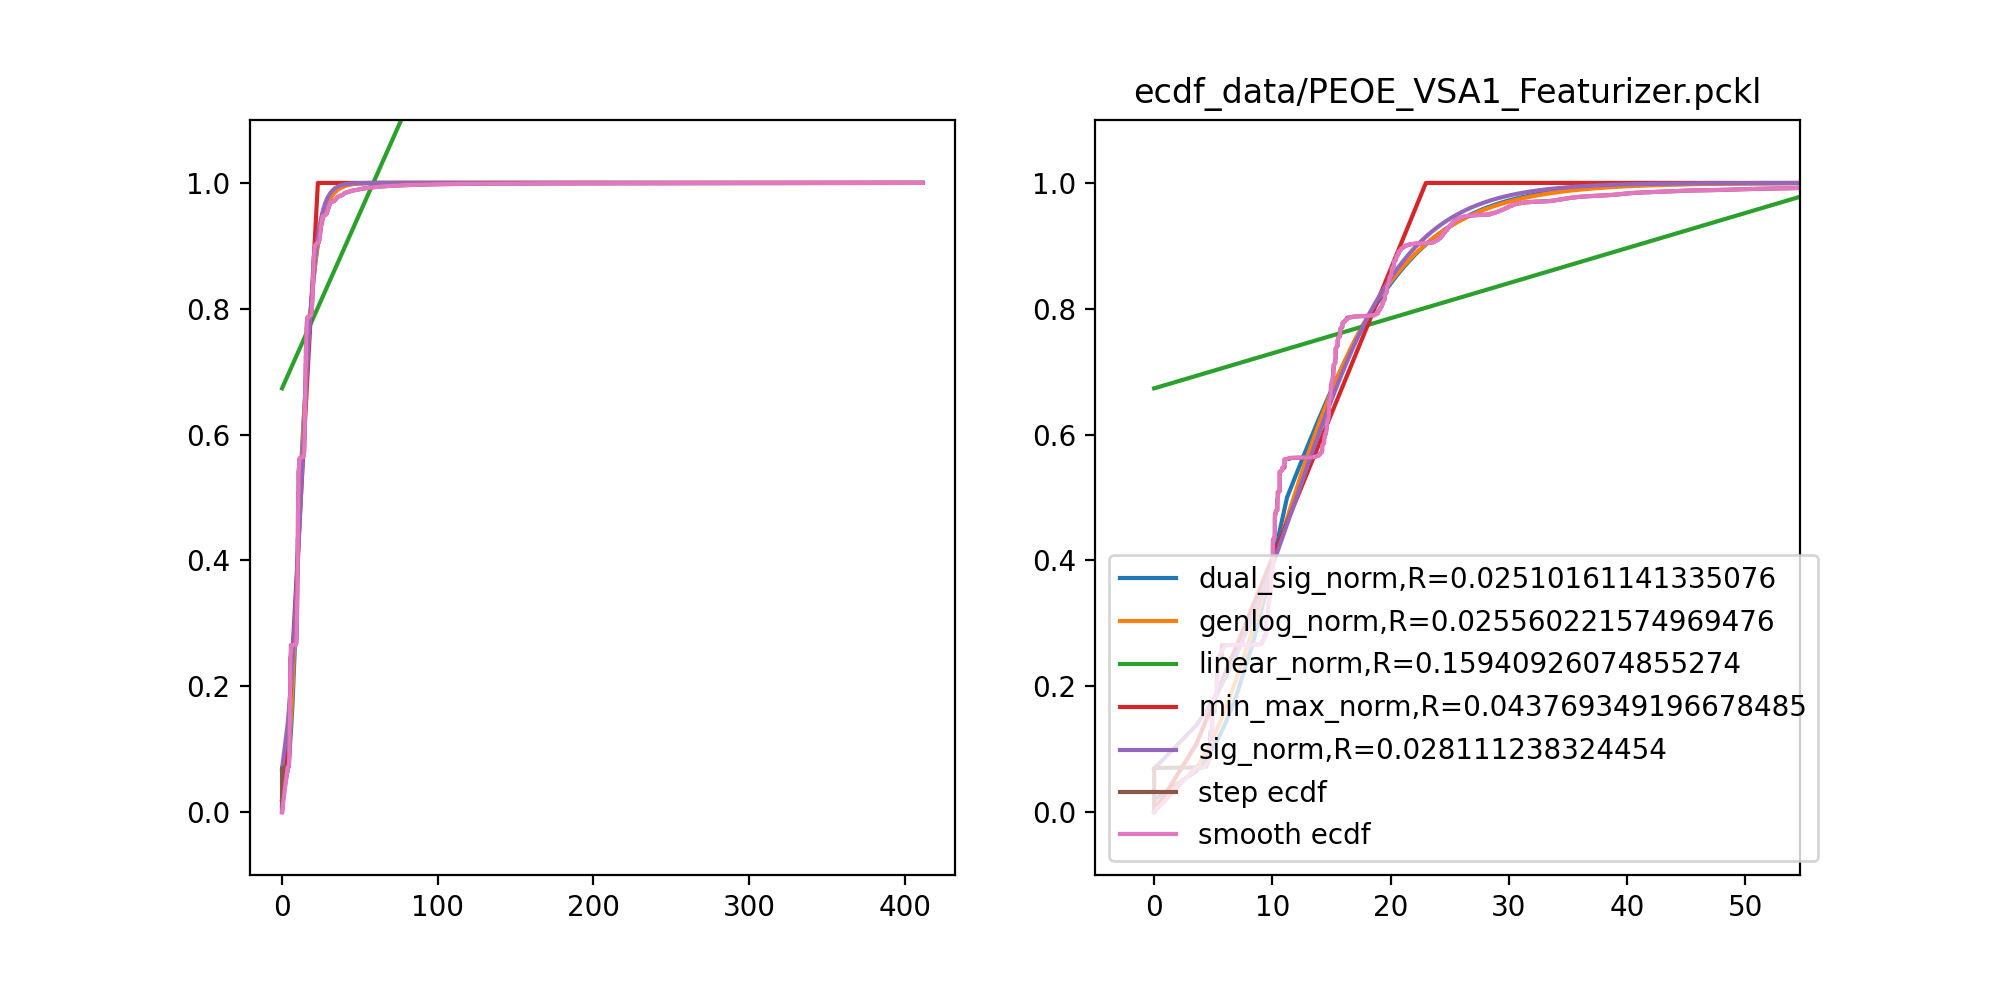 ecdf_data/PEOE_VSA1_Featurizer.pckl
1.0
0.8
0.6
0.4
0.2
0.0
0 100 200 300 400
1.0
0.8
0.6
0.4
0.2
0.0
0 10 20 30 40 50
dual_sig_norm,R=0.02510161141335076
genlog_norm,R=0.025560221574969476
linear_norm,R=0.15940926074855274
min_max_norm,R=0.043769349196678485
sig_norm,R=0.028111238324454
step ecdf
smooth ecdf